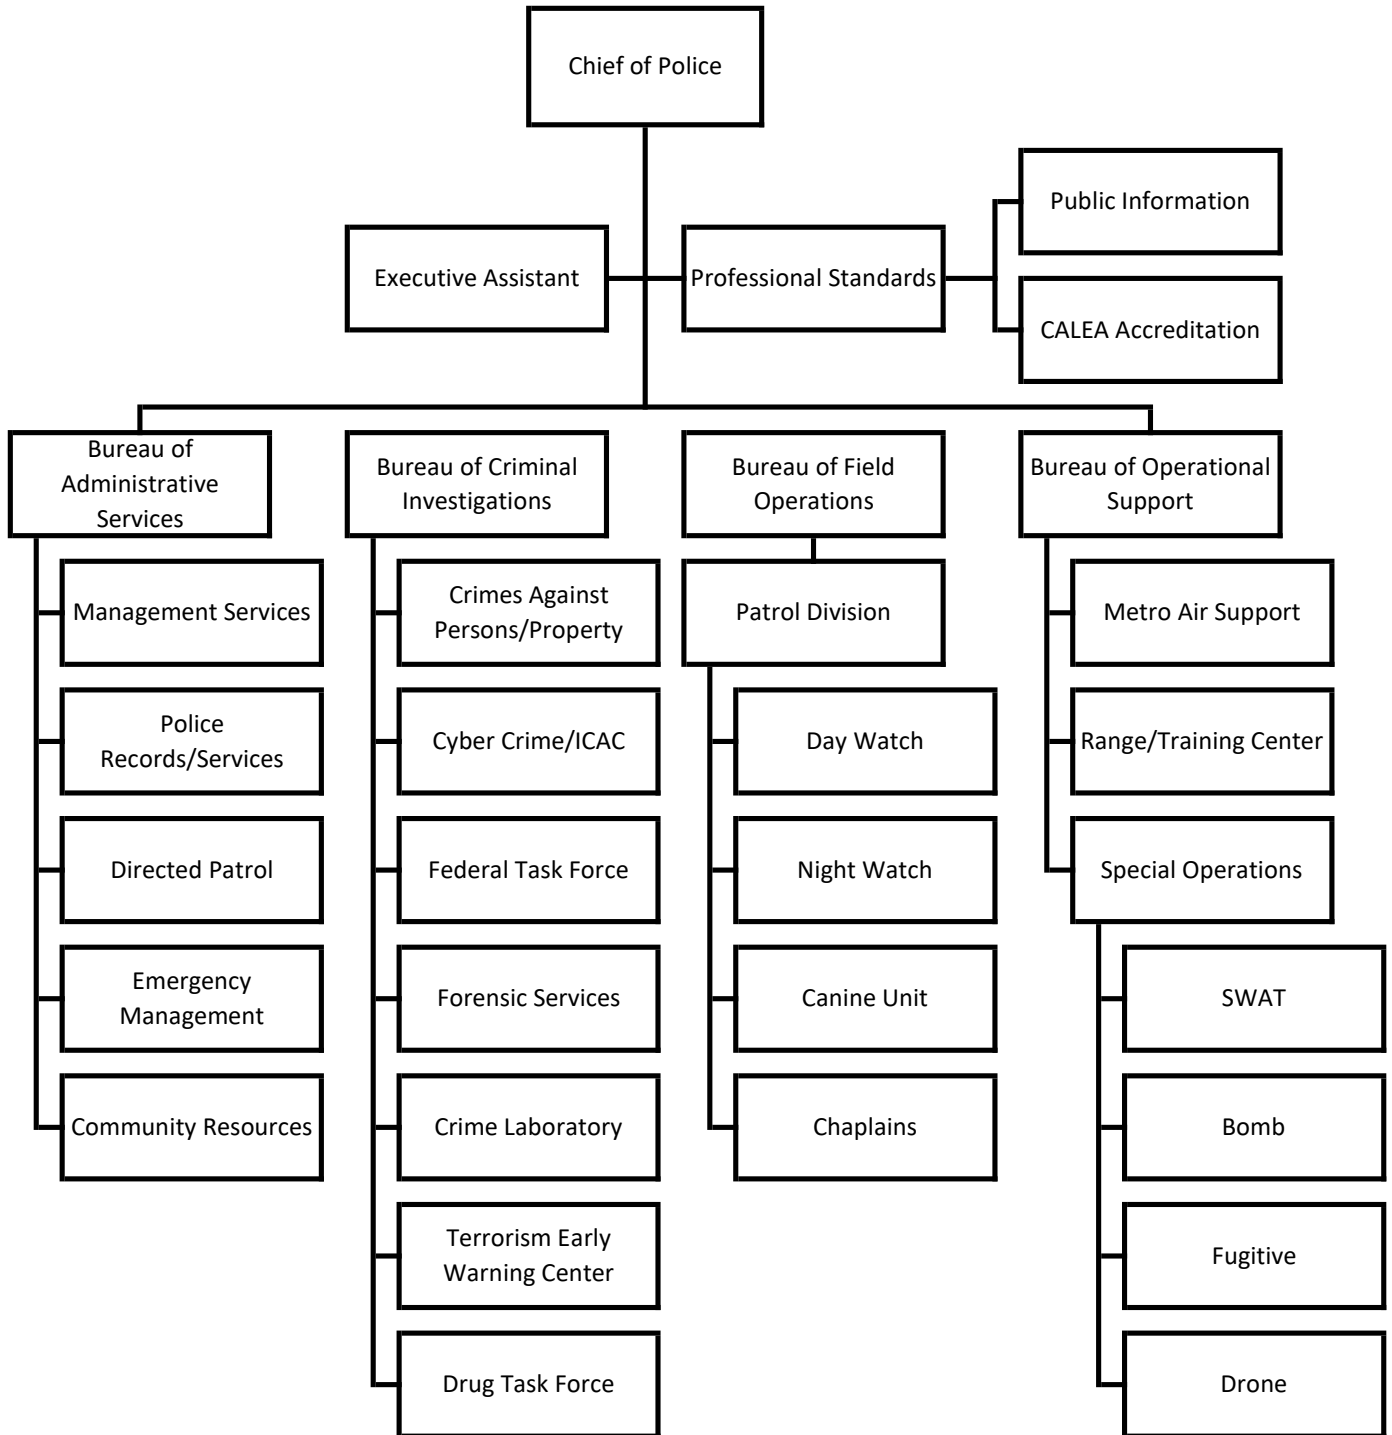 Chief of Police
Public Information
Executive Assistant
Professional Standards
CALEA Accreditation
Bureau of
Administrative
Services
Management Services
Police
Records/Services
Directed Patrol
Emergency
Management
Community Resources
Bureau of Criminal
Investigations
Crimes Against
Persons/Property
Cyber Crime/ICAC
Federal Task Force
Forensic Services
Crime Laboratory
Terrorism Early
Warning Center
Drug Task Force
Bureau of Field
Operations
Patrol Division
Day Watch
Night Watch
Canine Unit
Chaplains
Bureau of Operational
Support
Metro Air Support
Range/Training Center
Special Operations
SWAT
Bomb
Fugitive
Drone